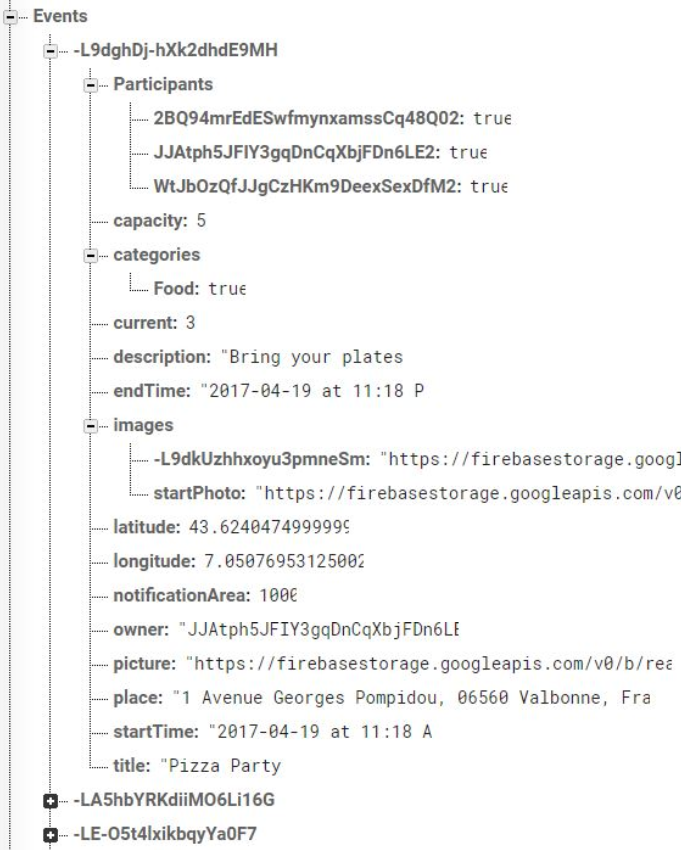 Events
-L9dghDj-hXk2dhdE9MH
Participants
2BQ94mrEdESwfmynxamssCq48Q02: true
JJAtph5JFIY3gqDnCqXbjFDn6LE2: true
WtJbOzQfJJgCzHKm9DeexSexDfM2: true
capacity: 5
categories
Food: true
current: 3
description: "Bring your plates
endTime: "2017-04-19 at 11:18 P
images
-L9dkUzhhxoyu3pmneSm: "https://firebasestorage.googl
startPhoto: "https://firebasestorage.googleapis.com/v0
latitude: 43.6240474999999
longitude: 7.05076953125002
notificationArea: 1000
owner: "JJAtph5JFIY3gqDnCqXbjFDn6LE
picture: "https://firebasestorage.googleapis.com/v0/b/rea
place: "1 Avenue Georges Pompidou, 06560 Valbonne, Fra
startTime: "2017-04-19 at 11:18 A
title: "Pizza Party
-LA5hbYRKdiiMO6Li16G
-LE-O5t4lxikbqyYa0F7